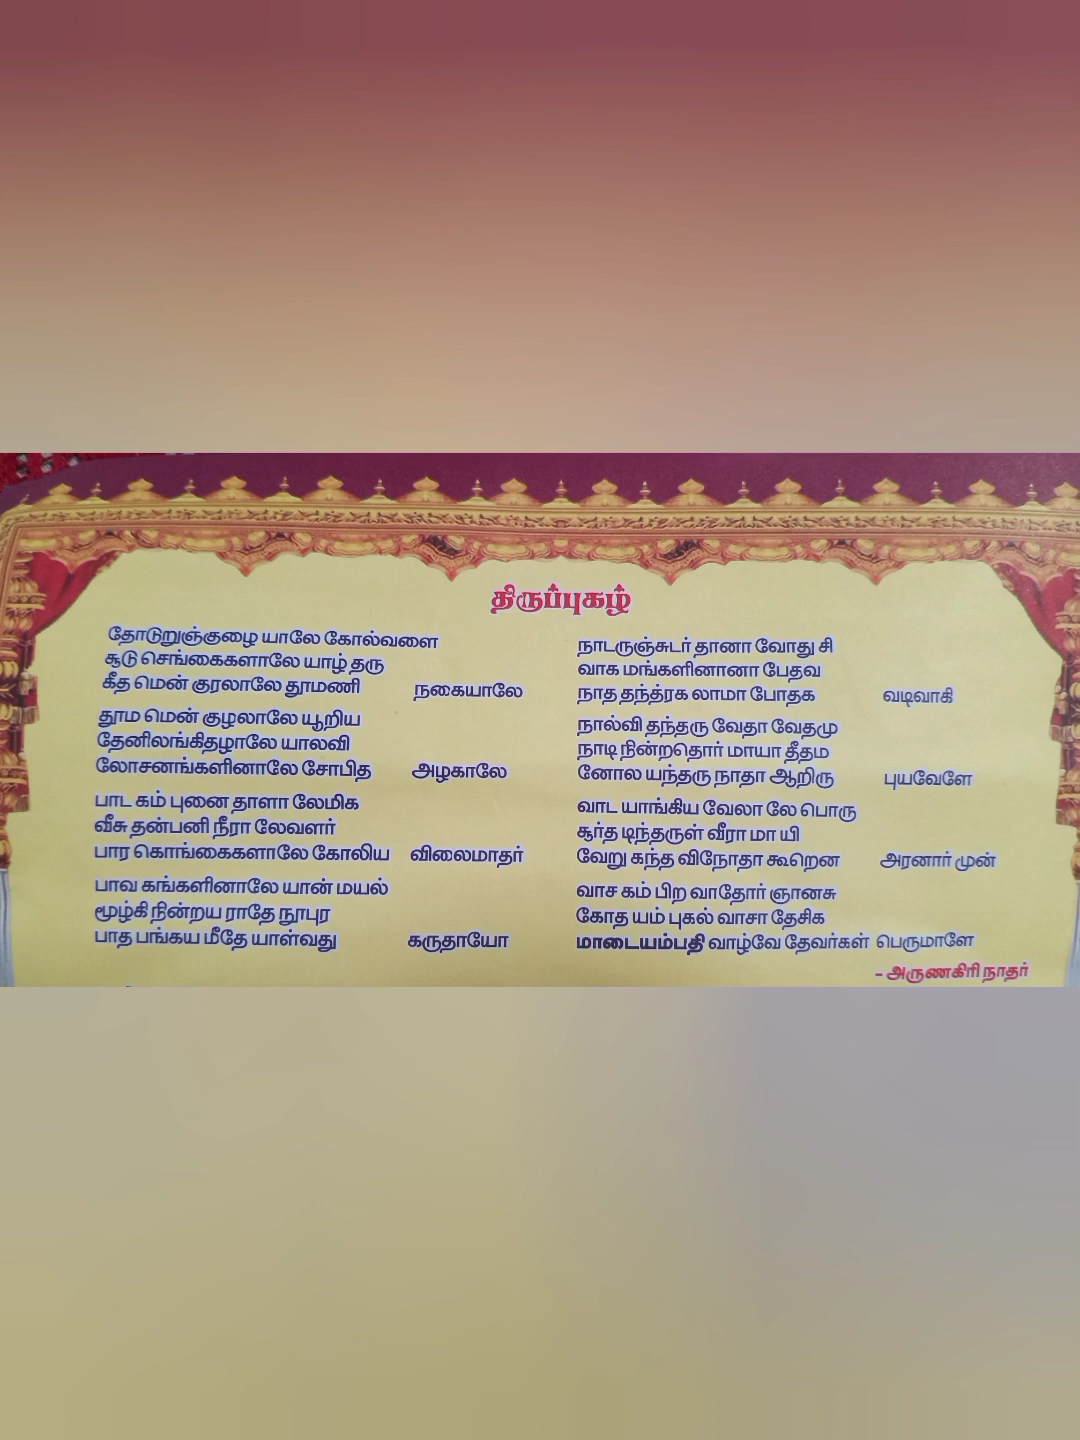 திருப்புகழ்
தோடுறுஞ்குழை யாலே கோல்வளை
சூடு செங்கைகளாலே யாழ் தரு
கீத மென் குரலாலே தூமணி நகையாலே
தூம மென் குழலாலே யூறிய
தேனிலங்கிதழாலே யாலவி
லோசனங்களினாலே சோபித அழகாலே
பாட கம் புனை தாளா லேமிக
வீசு தன்பனி நீரா லேவளர்
பார கொங்கைகளாலே கோலிய விலைமாதர்
பாவ கங்களினாலே யான் மயல்
மூழ்கி நின்றய ராதே நூபுர
பாத பங்கய மீதே யாள்வது கருதாயோ
நாடருஞ்சுடர் தானா வோது சி
வாக மங்களினானா பேதவ
நாத தந்த்ரக லாமா போதக வடிவாகி
நால்வி தந்தரு வேதா வேதமு
நாடி நின்றதொர் மாயா தீதம
னோல யந்தரு நாதா ஆறிரு புயவேளே
வாட யாங்கிய வேலா லே பொரு
சூர்த டிந்தருள் வீரா மா யி
வேறு கந்த விநோதா கூறென அரனார் முன்
வாச கம் பிற வாதோர் ஞானசு
கோத யம் புகல் வாசா தேசிக
மாடையம்பதி வாழ்வே தேவர்கள் பெருமாளே
- அருணகிரி நாதர்